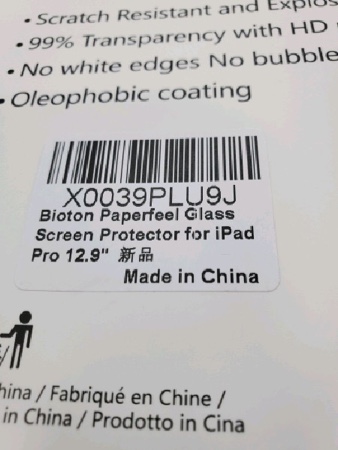 • Scratch Resistant and
• 99% Transparency with HD
• No white edges No bubble
• Oleophobic coating
X0039PLU9J
Bioton Paperfeel Glass
Screen Protector for iPad
Pro 12.9" 新品
Made in China
hina / Fabriqué en Chine /
in China / Prodotto in Cina